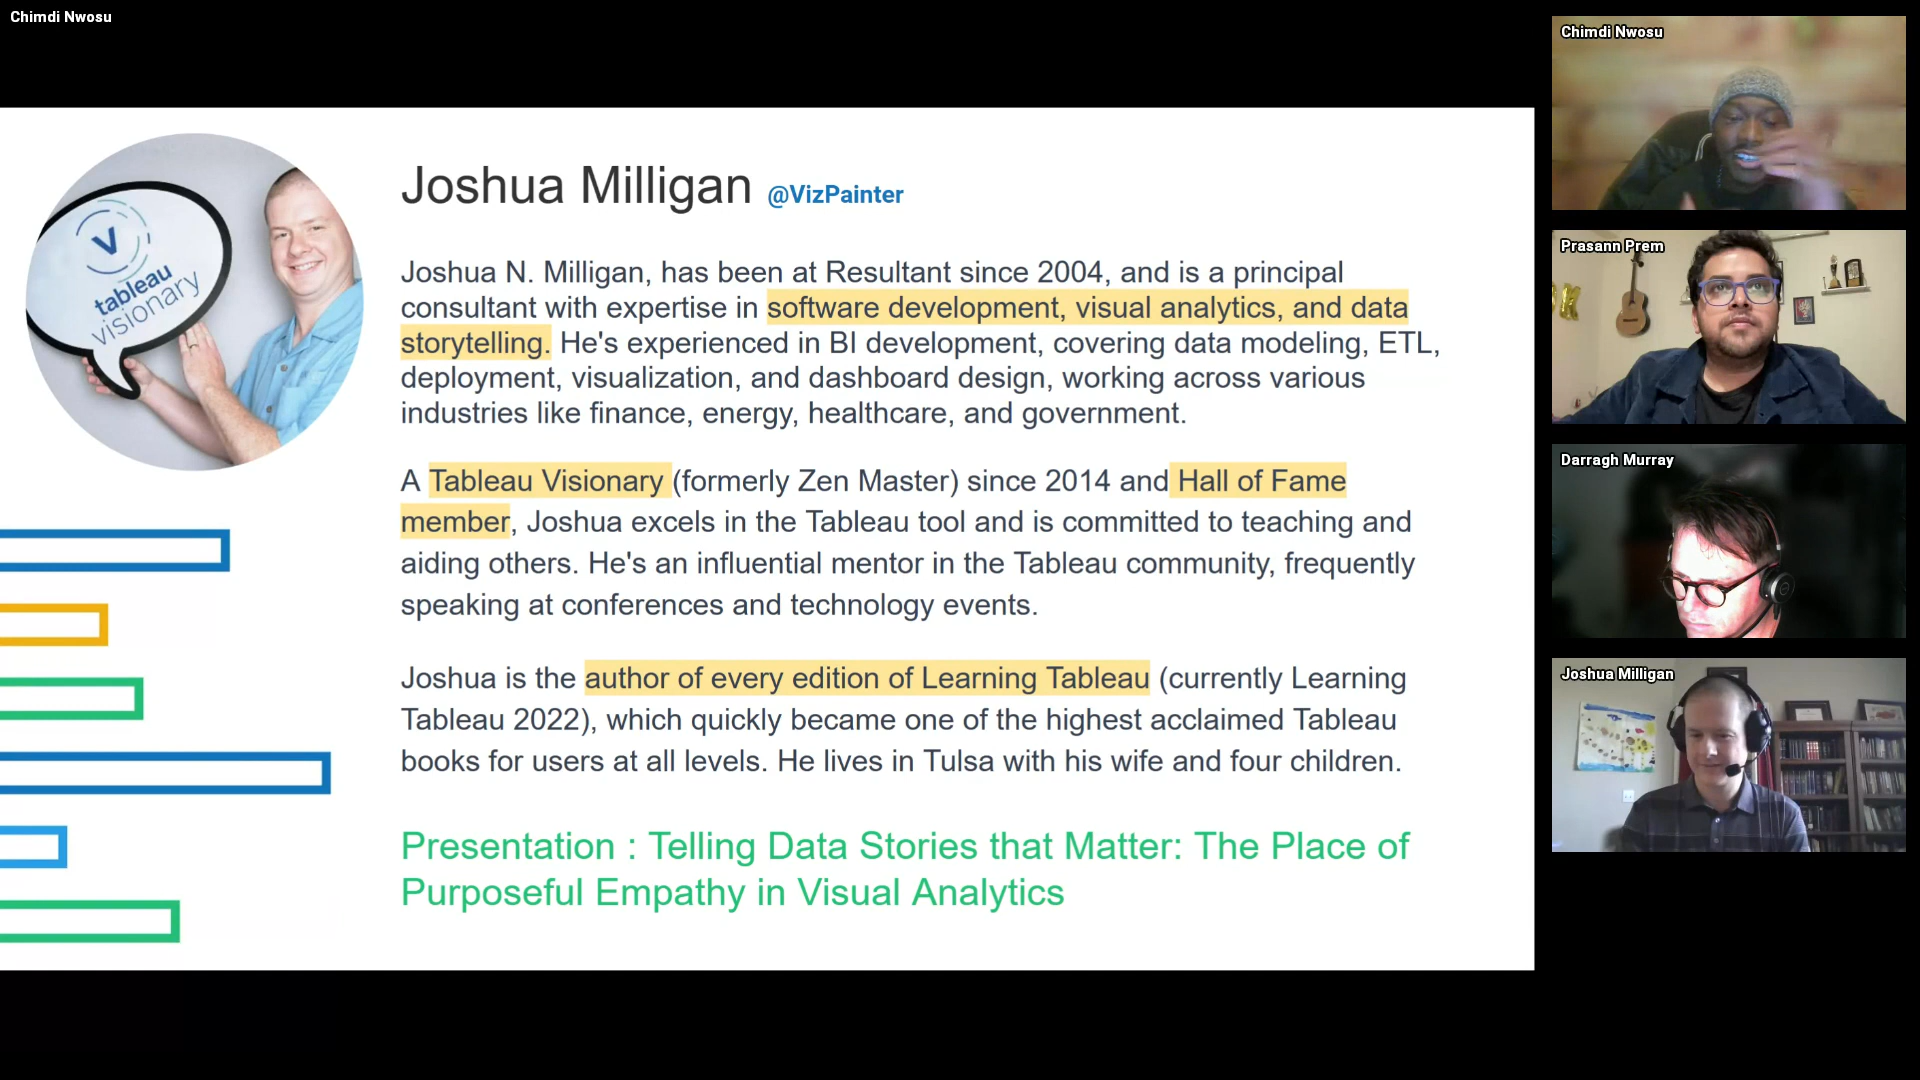 Chimdi Nwosu
tableau
visionary
Joshua Milligan @VizPainter
Joshua N. Milligan, has been at Resultant since 2004, and is a principal
consultant with expertise in software development, visual analytics, and data
storytelling. He's experienced in BI development, covering data modeling, ETL,
deployment, visualization, and dashboard design, working across various
industries like finance, energy, healthcare, and government.
A Tableau Visionary (formerly Zen Master) since 2014 and Hall of Fame
member, Joshua excels in the Tableau tool and is committed to teaching and
aiding others. He's an influential mentor in the Tableau community, frequently
speaking at conferences and technology events.
Joshua is the author of every edition of Learning Tableau (currently Learning
Tableau 2022), which quickly became one of the highest acclaimed Tableau
books for users at all levels. He lives in Tulsa with his wife and four children.
Presentation : Telling Data Stories that Matter: The Place of
Purposeful Empathy in Visual Analytics
Chimdi Nwosu
Prasann Prem
Darragh Murray
Joshua Milligan